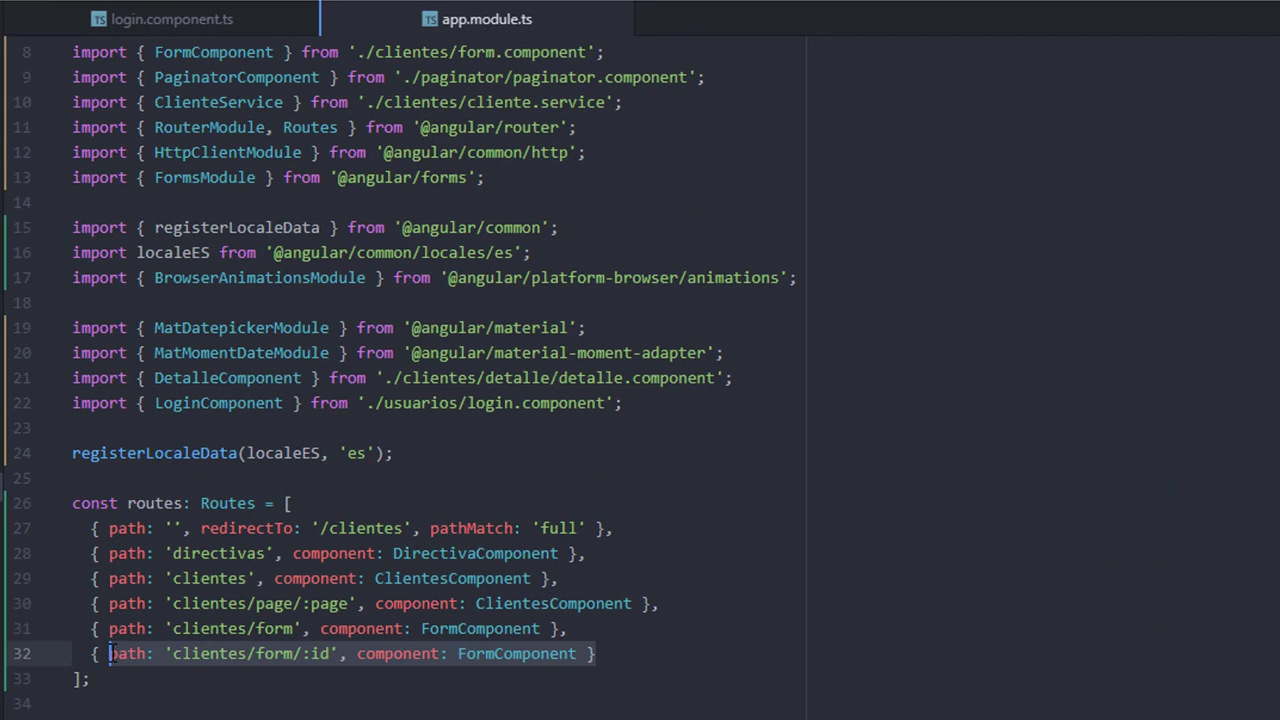 TS login.component.ts
TS app.module.ts
8 import { FormComponent } from './clientes/form.component';
9 import { PaginatorComponent } from './paginator/paginator.component';
10 import { ClienteService } from './clientes/cliente.service';
11 import { RouterModule, Routes } from '@angular/router';
12 import { HttpClientModule } from '@angular/common/http';
13 import { FormsModule } from '@angular/forms';
14
15 import { registerLocaleData } from '@angular/common';
16 import localeES from '@angular/common/locales/es';
17 import { BrowserAnimationsModule } from '@angular/platform-browser/animations';
18
19 import { MatDatepickerModule } from '@angular/material';
20 import { MatMomentDateModule } from '@angular/material-moment-adapter';
21 import { DetalleComponent } from './clientes/detalle/detalle.component';
22 import { LoginComponent } from './usuarios/login.component';
23
24 registerLocaleData(localeES, 'es');
25
26 const routes: Routes = [
27 { path: '', redirectTo: '/clientes', pathMatch: 'full' },
28 { path: 'directivas', component: DirectivaComponent },
29 { path: 'clientes', component: ClientesComponent },
30 { path: 'clientes/page/:page', component: ClientesComponent },
31 { path: 'clientes/form', component: FormComponent },
32 { path: 'clientes/form/:id', component: FormComponent }
33 ];
34